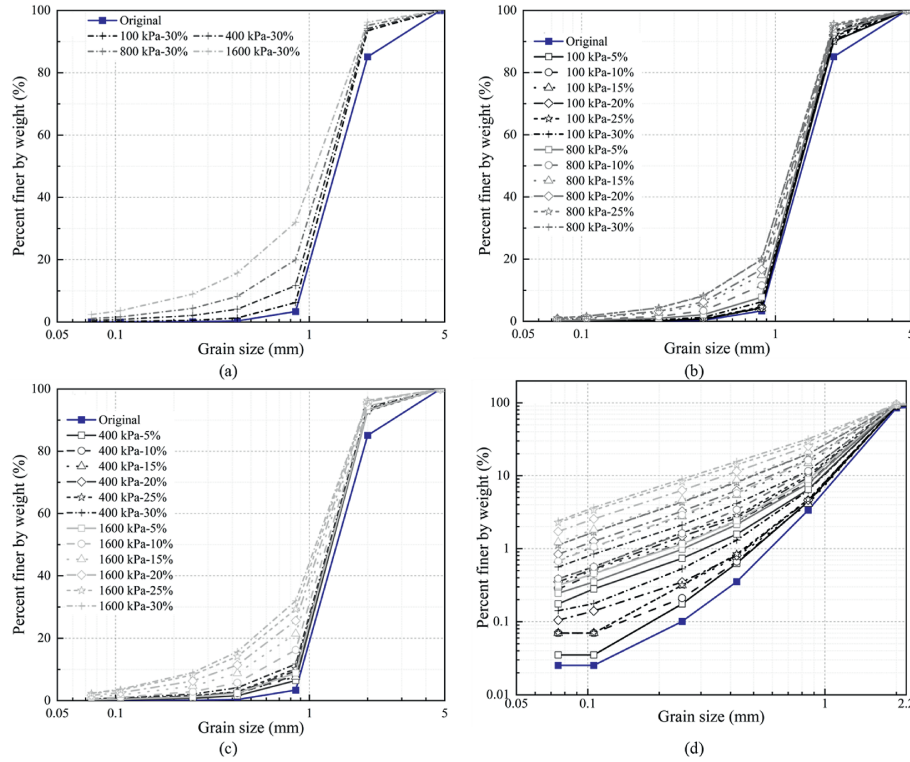 100
80
60
40
20
0
Percent finer by weight (%)
Original
100 kPa-30% 400 kPa-30%
800 kPa-30% 1600 kPa-30%
0.05 0.1 1 5
Grain size (mm)
(a)
100
80
60
40
20
0
Percent finer by weight (%)
Original
100 kPa-5%
100 kPa-10%
100 kPa-15%
100 kPa-20%
100 kPa-25%
100 kPa-30%
800 kPa-5%
800 kPa-10%
800 kPa-15%
800 kPa-20%
800 kPa-25%
800 kPa-30%
0.05 0.1 1 5
Grain size (mm)
(b)
100
80
60
40
20
0
Percent finer by weight (%)
Original
400 kPa-5%
400 kPa-10%
400 kPa-15%
400 kPa-20%
400 kPa-25%
400 kPa-30%
1600 kPa-5%
1600 kPa-10%
1600 kPa-15%
1600 kPa-20%
1600 kPa-25%
1600 kPa-30%
0.05 0.1 1 5
Grain size (mm)
(c)
100
10
1
0.1
0.01
Percent finer by weight (%)
0.05 0.1 1 2.2
Grain size (mm)
(d)